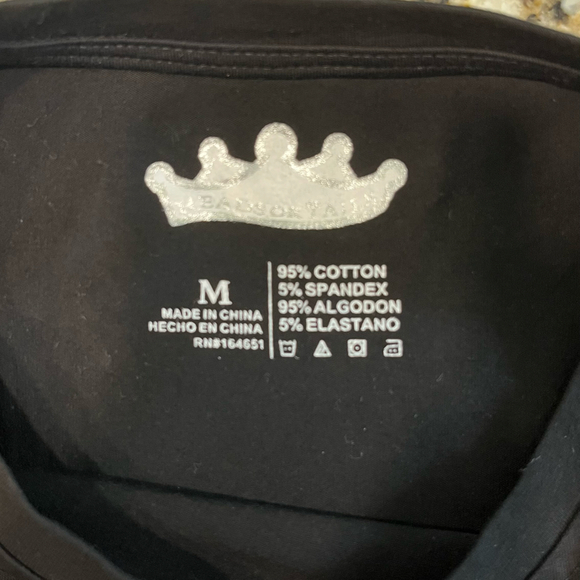 M
MADE IN CHINA
HECHO EN CHINA
RN#164651
95% COTTON
5% SPANDEX
95% ALGODON
5% ELASTANO